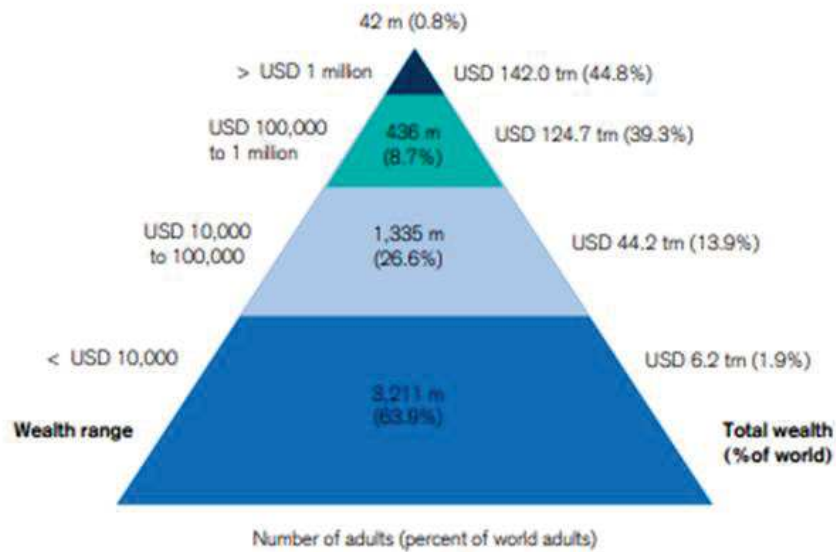 42 m (0.8%)
> USD 1 million
USD 142.0 trn (44.8%)
USD 100,000
to 1 million
436 m
(8.7%)
USD 124.7 trn (39.3%)
USD 10,000
to 100,000
1,335 m
(26.6%)
USD 44.2 trn (13.9%)
< USD 10,000
3,211 m
(63.9%)
USD 6.2 trn (1.9%)
Wealth range
Total wealth
(% of world)
Number of adults (percent of world adults)